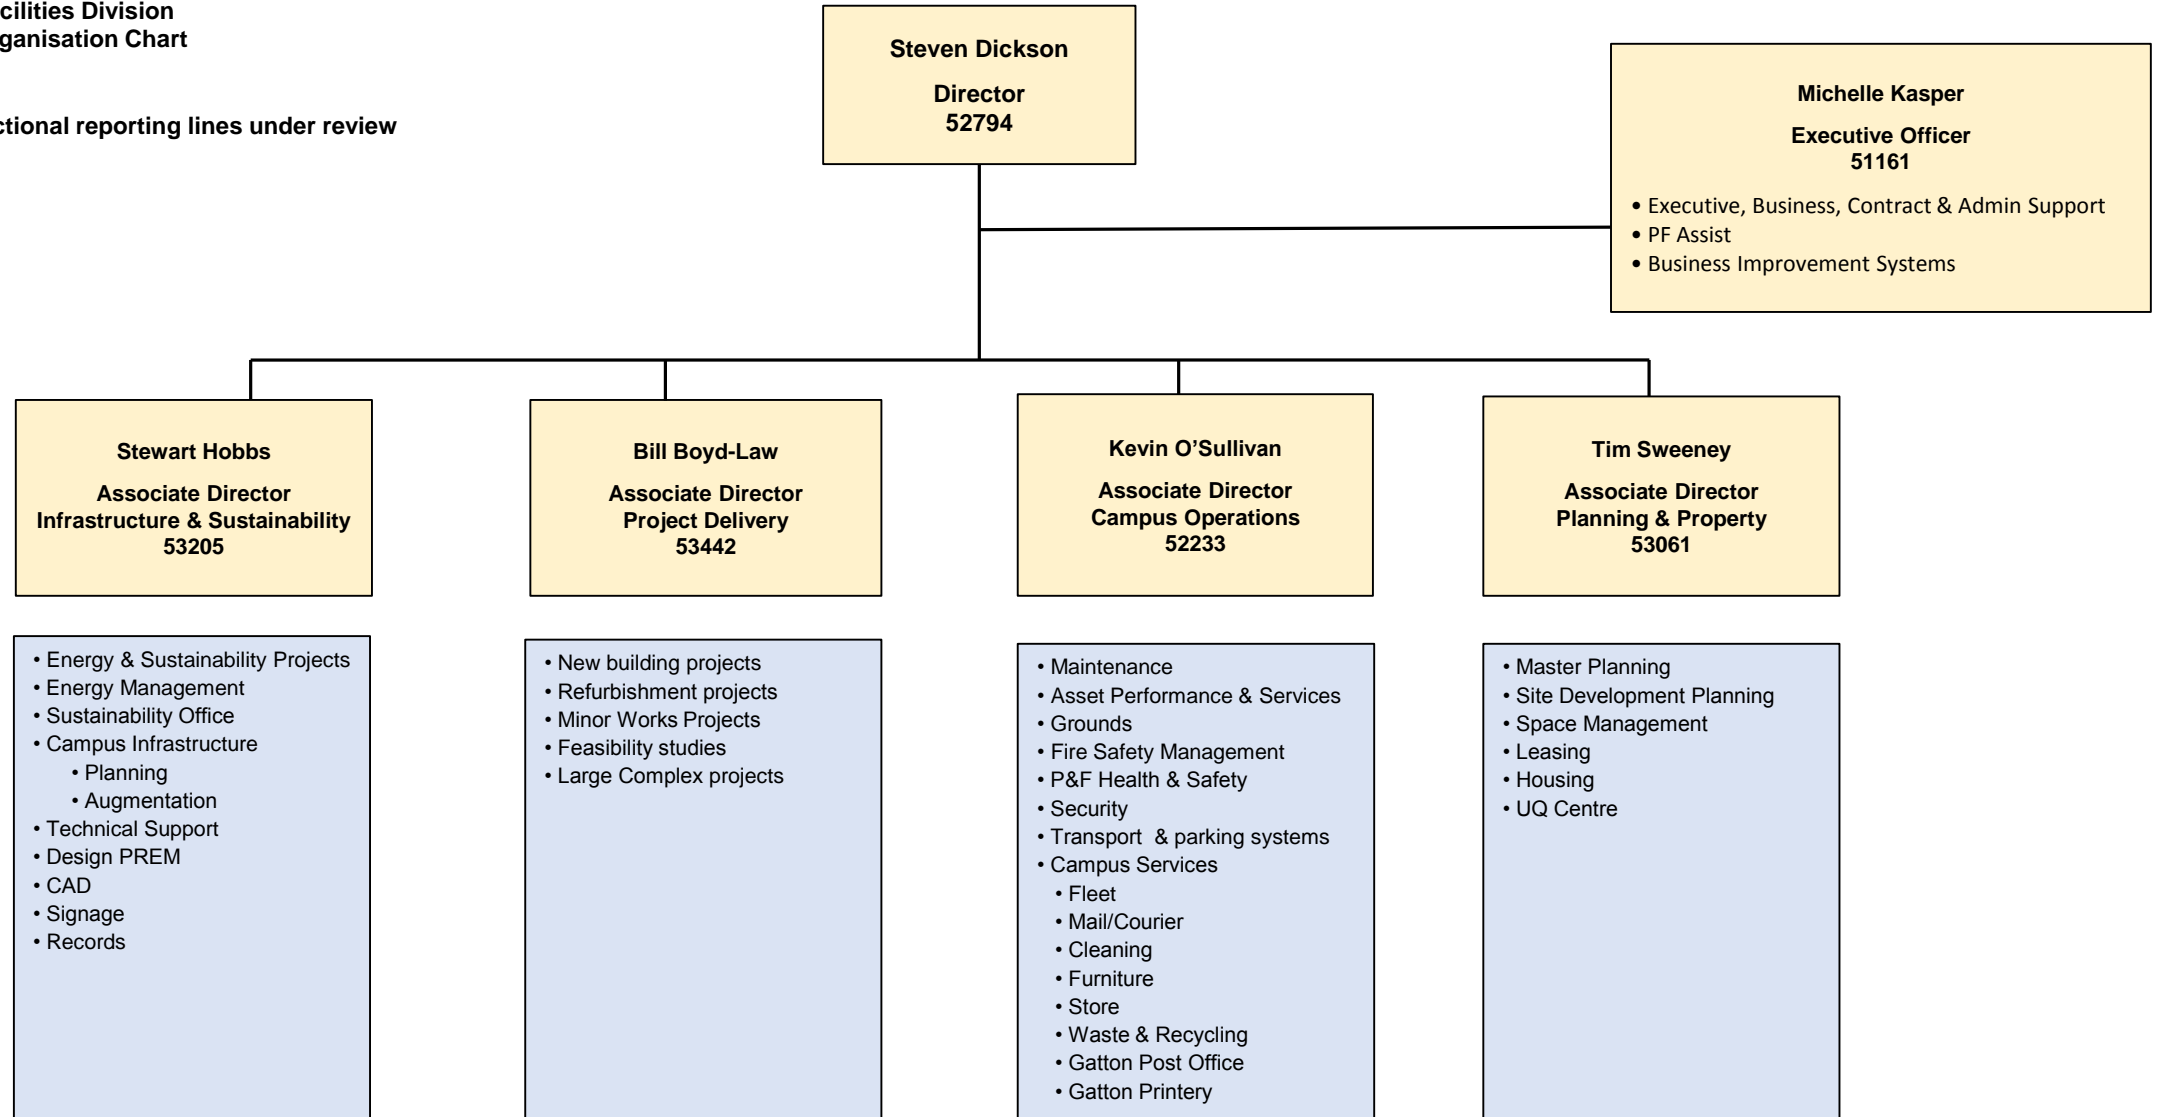 cilities Division
ganisation Chart
ctional reporting lines under review
Steven Dickson
Director
52794
Michelle Kasper
Executive Officer
51161
• Executive, Business, Contract & Admin Support
• PF Assist
• Business Improvement Systems
Stewart Hobbs
Associate Director
Infrastructure & Sustainability
53205
Bill Boyd-Law
Associate Director
Project Delivery
53442
Kevin O’Sullivan
Associate Director
Campus Operations
52233
Tim Sweeney
Associate Director
Planning & Property
53061
• Energy & Sustainability Projects
• Energy Management
• Sustainability Office
• Campus Infrastructure
• Planning
• Augmentation
• Technical Support
• Design PREM
• CAD
• Signage
• Records
• New building projects
• Refurbishment projects
• Minor Works Projects
• Feasibility studies
• Large Complex projects
• Maintenance
• Asset Performance & Services
• Grounds
• Fire Safety Management
• P&F Health & Safety
• Security
• Transport & parking systems
• Campus Services
• Fleet
• Mail/Courier
• Cleaning
• Furniture
• Store
• Waste & Recycling
• Gatton Post Office
• Gatton Printery
• Master Planning
• Site Development Planning
• Space Management
• Leasing
• Housing
• UQ Centre